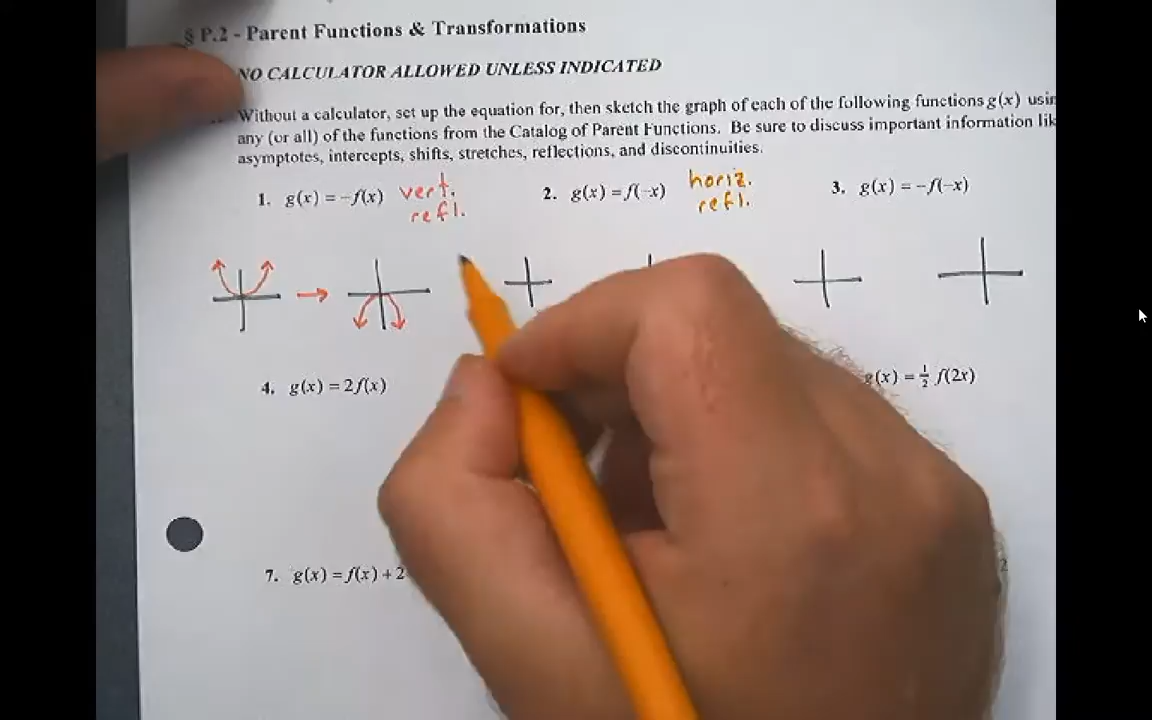 § P.2 - Parent Functions & Transformations
NO CALCULATOR ALLOWED UNLESS INDICATED
Without a calculator, set up the equation for, then sketch the graph of each of the following functions g(x) usin
any (or all) of the functions from the Catalog of Parent Functions. Be sure to discuss important information lik
asymptotes, intercepts, shifts, stretches, reflections, and discontinuities.
1. g(x) = -f(x) vert. refl.
2. g(x) = f(-x) horiz. refl.
3. g(x) = -f(-x)
4. g(x) = 2f(x)
g(x) = ½ f(2x)
7. g(x) = f(x) + 2
2